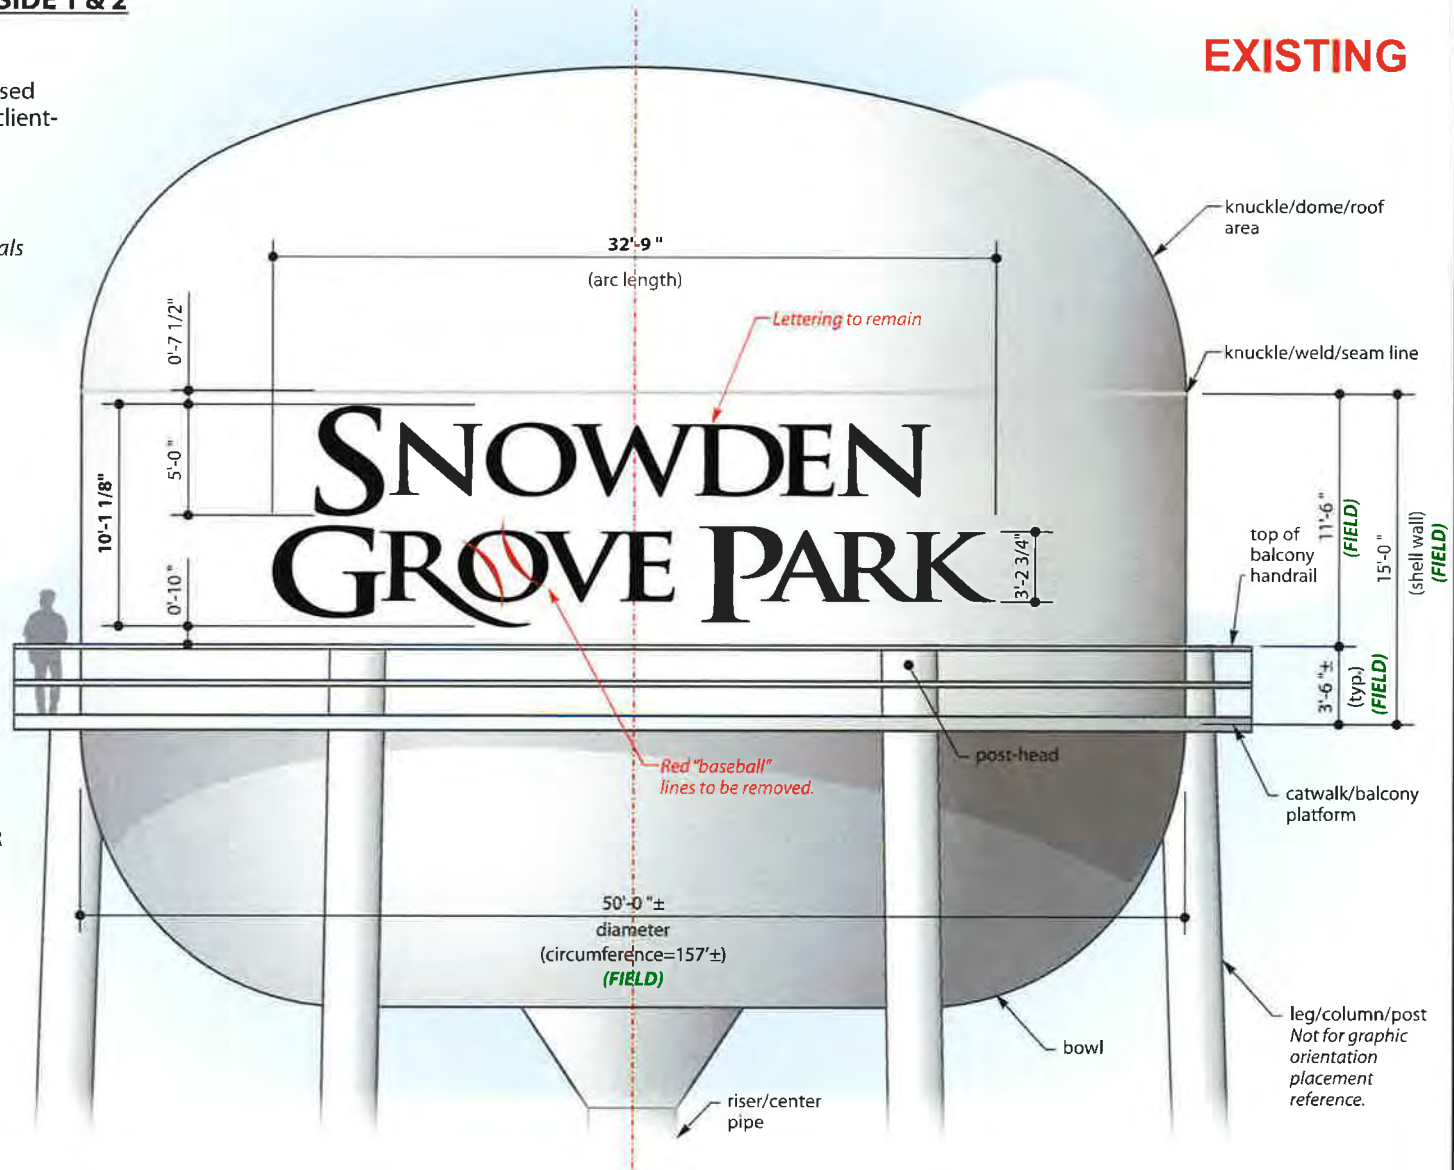 SIDE 1 & 2
EXISTING
sed
client-
als
knuckle/dome/roof
area
32'-9 "
(arc length)
Lettering to remain
0'-7 1/2"
knuckle/weld/seam line
SNOWDEN
GROVE PARK
5'-0 "
10'-1 1/8"
0'-10 "
3'-2 3/4"
top of
balcony
handrail
11'-6 "
(FIELD)
15'-0 "
(shell wall)
(FIELD)
3'-6 "±
(typ.)
(FIELD)
Red "baseball"
lines to be removed.
post-head
catwalk/balcony
platform
50'-0 "±
diameter
(circumference=157'±)
(FIELD)
leg/column/post
Not for graphic
orientation
placement
reference.
bowl
riser/center
pipe